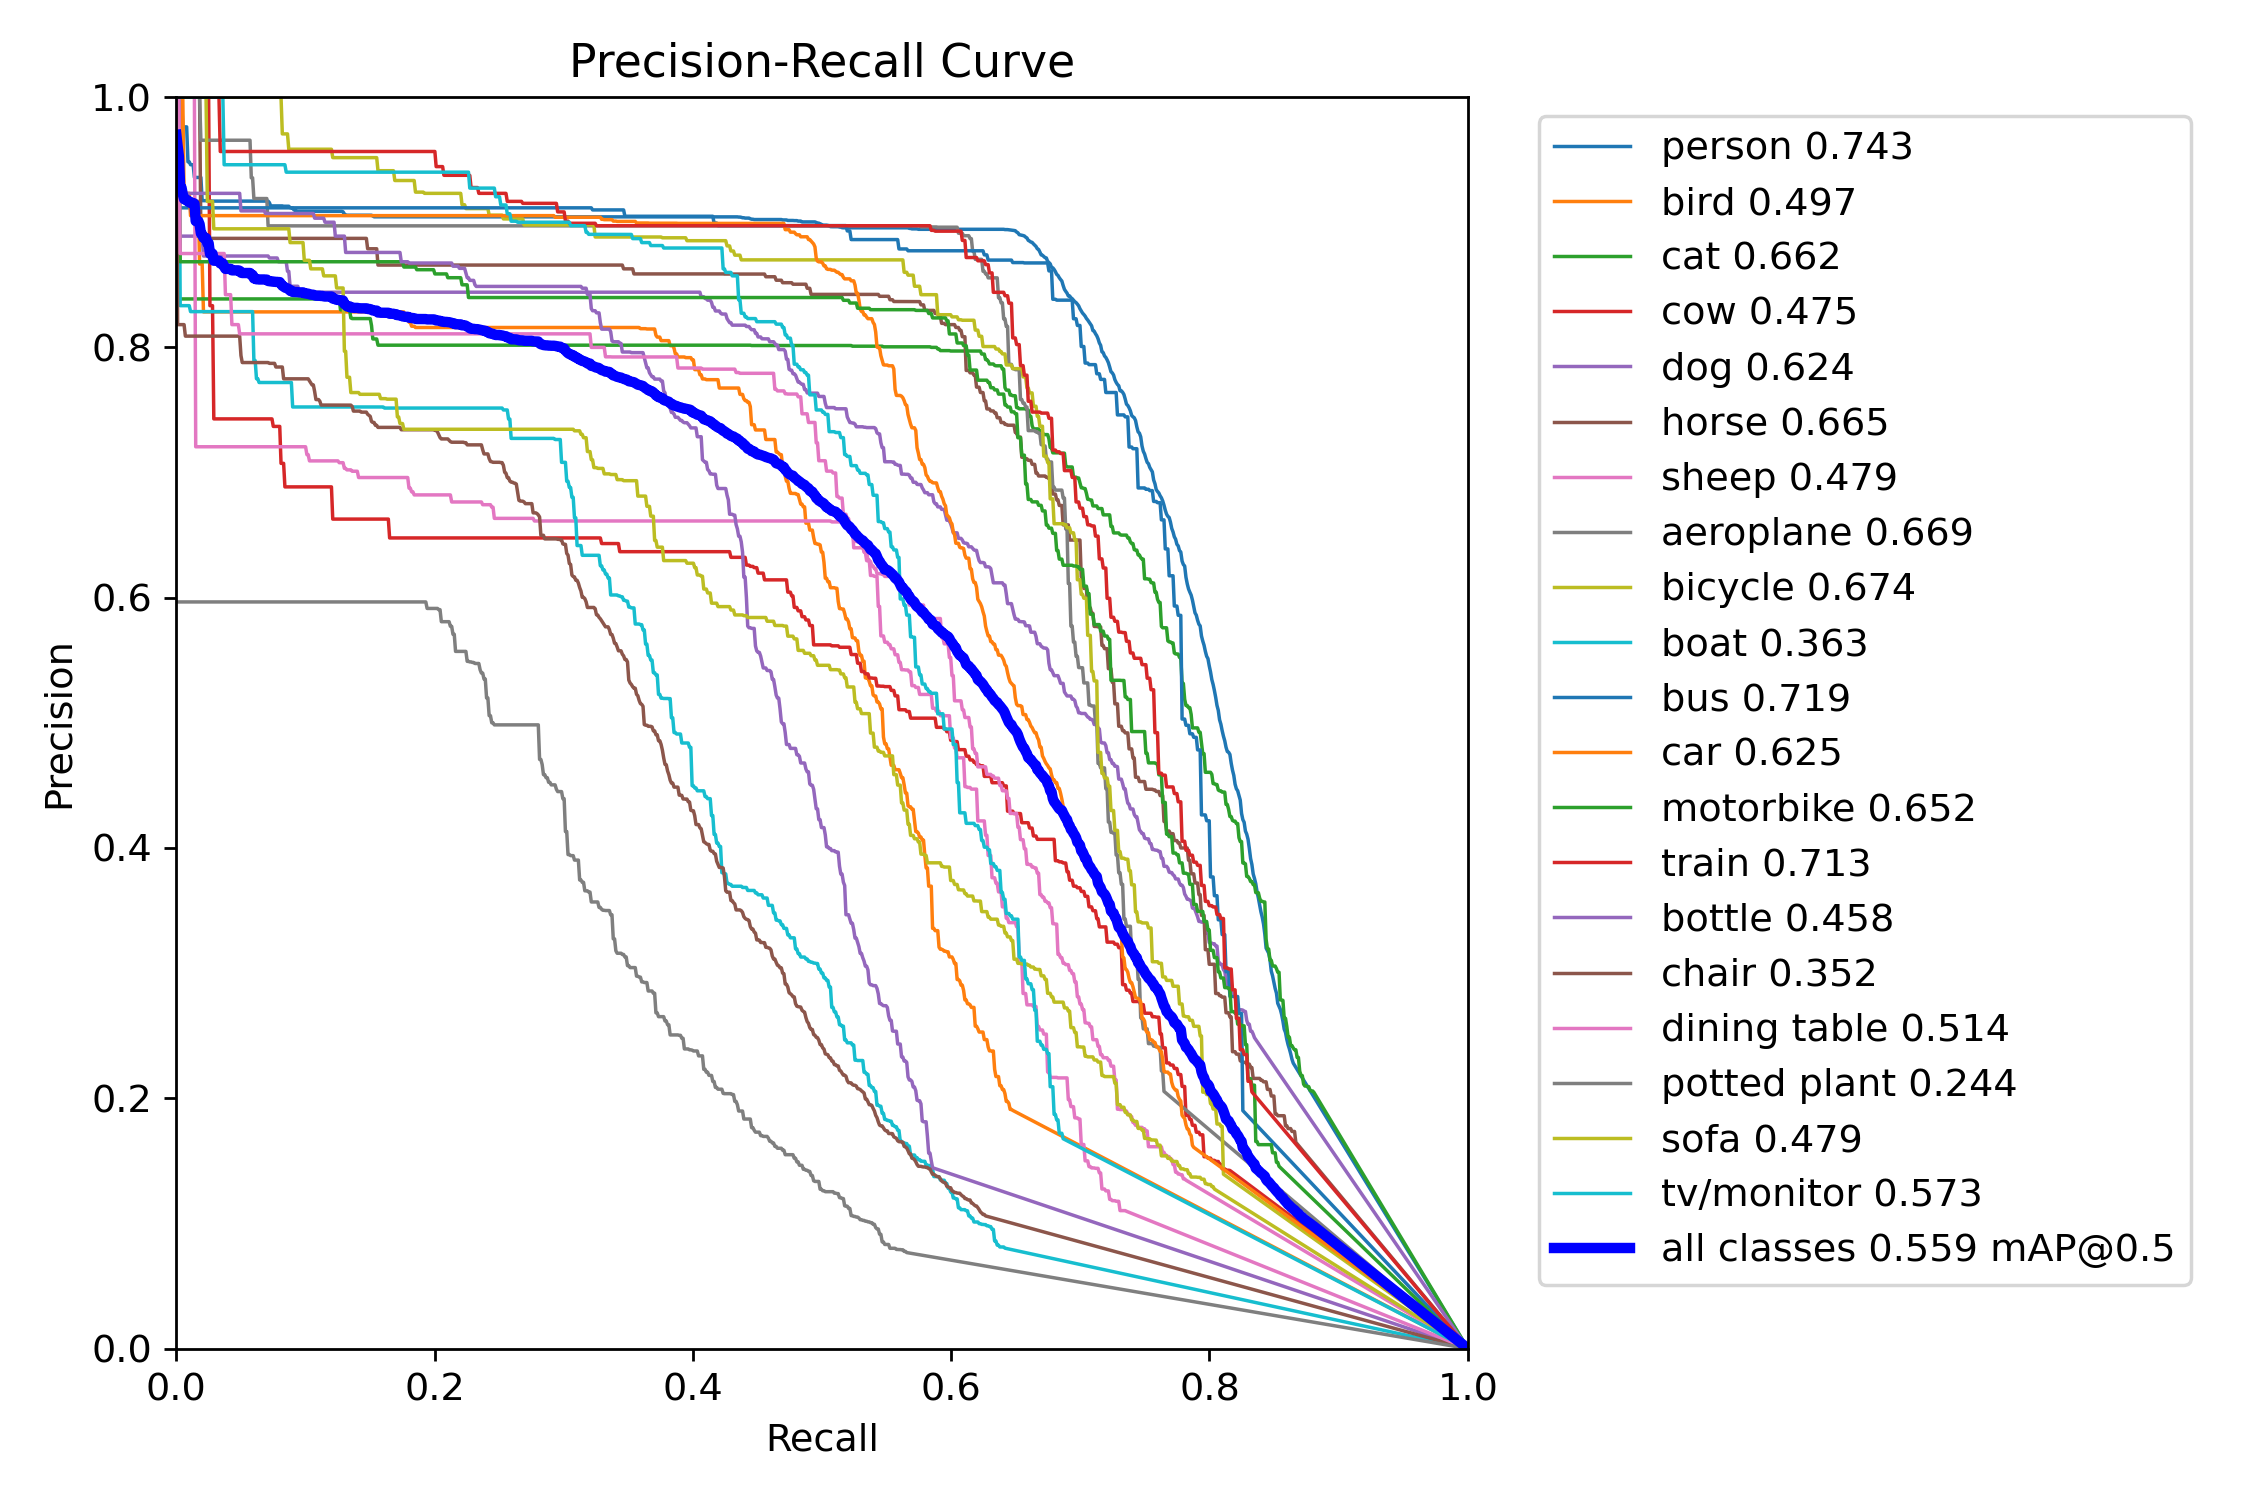 Precision-Recall Curve
1.0
0.8
0.6
0.4
0.2
0.0
Precision
0.0 0.2 0.4 0.6 0.8 1.0
Recall
person 0.743
bird 0.497
cat 0.662
cow 0.475
dog 0.624
horse 0.665
sheep 0.479
aeroplane 0.669
bicycle 0.674
boat 0.363
bus 0.719
car 0.625
motorbike 0.652
train 0.713
bottle 0.458
chair 0.352
dining table 0.514
potted plant 0.244
sofa 0.479
tv/monitor 0.573
all classes 0.559 mAP@0.5